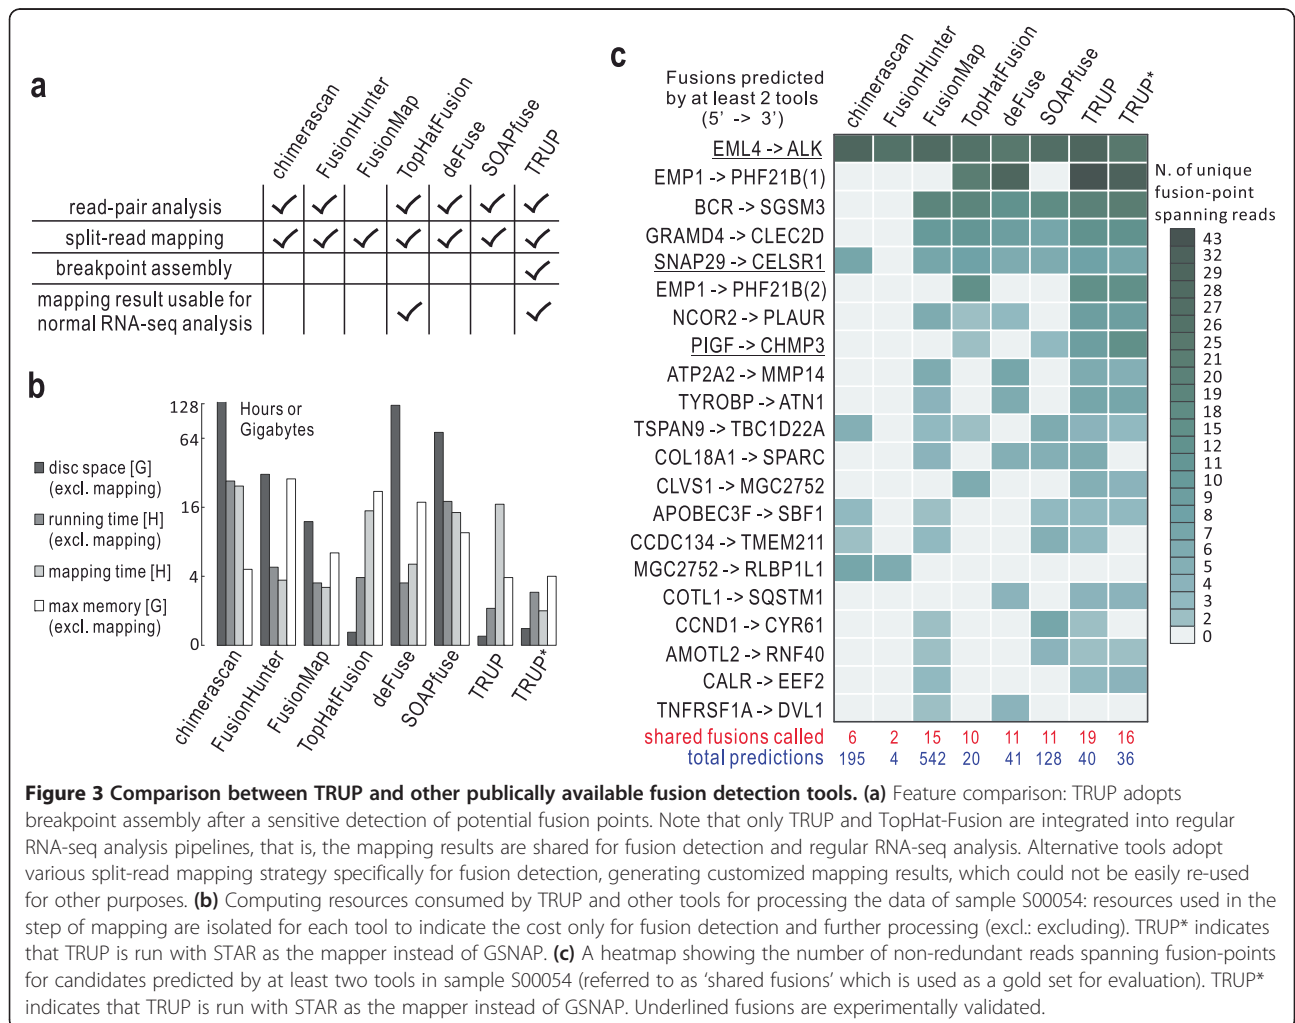 a
chimerascan
FusionHunter
FusionMap
TopHatFusion
deFuse
SOAPfuse
TRUP
read-pair analysis
split-read mapping
breakpoint assembly
mapping result usable for
normal RNA-seq analysis
b
Hours or
Gigabytes
128
64
16
4
0
disc space [G]
(excl. mapping)
running time [H]
(excl. mapping)
mapping time [H]
max memory [G]
(excl. mapping)
chimerascan
FusionHunter
FusionMap
TopHatFusion
deFuse
SOAPfuse
TRUP
TRUP*
c
Fusions predicted
by at least 2 tools
(5' -> 3')
chimerascan
FusionHunter
FusionMap
TopHatFusion
deFuse
SOAPfuse
TRUP
TRUP*
EML4 -> ALK
EMP1 -> PHF21B(1)
BCR -> SGSM3
GRAMD4 -> CLEC2D
SNAP29 -> CELSR1
EMP1 -> PHF21B(2)
NCOR2 -> PLAUR
PIGF -> CHMP3
ATP2A2 -> MMP14
TYROBP -> ATN1
TSPAN9 -> TBC1D22A
COL18A1 -> SPARC
CLVS1 -> MGC2752
APOBEC3F -> SBF1
CCDC134 -> TMEM211
MGC2752 -> RLBP1L1
COTL1 -> SQSTM1
CCND1 -> CYR61
AMOTL2 -> RNF40
CALR -> EEF2
TNFRSF1A -> DVL1
shared fusions called 6 2 15 10 11 11 19 16
total predictions 195 4 542 20 41 128 40 36
N. of unique
fusion-point
spanning reads
43
32
29
28
27
26
25
21
20
19
18
15
12
11
10
9
8
7
6
5
4
3
2
0
Figure 3 Comparison between TRUP and other publically available fusion detection tools. (a) Feature comparison: TRUP adopts
breakpoint assembly after a sensitive detection of potential fusion points. Note that only TRUP and TopHat-Fusion are integrated into regular
RNA-seq analysis pipelines, that is, the mapping results are shared for fusion detection and regular RNA-seq analysis. Alternative tools adopt
various split-read mapping strategy specifically for fusion detection, generating customized mapping results, which could not be easily re-used
for other purposes. (b) Computing resources consumed by TRUP and other tools for processing the data of sample S00054: resources used in the
step of mapping are isolated for each tool to indicate the cost only for fusion detection and further processing (excl.: excluding). TRUP* indicates
that TRUP is run with STAR as the mapper instead of GSNAP. (c) A heatmap showing the number of non-redundant reads spanning fusion-points
for candidates predicted by at least two tools in sample S00054 (referred to as 'shared fusions' which is used as a gold set for evaluation). TRUP*
indicates that TRUP is run with STAR as the mapper instead of GSNAP. Underlined fusions are experimentally validated.